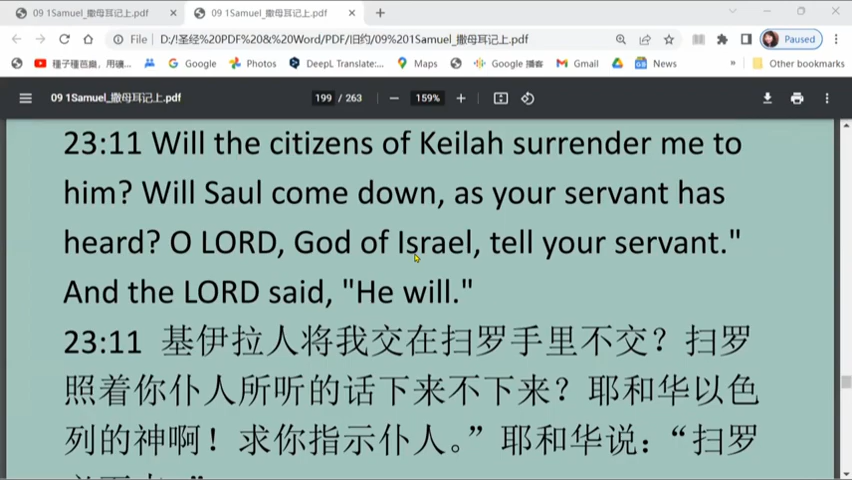 09 1Samuel_撒母耳记上.pdf
09 1Samuel_撒母耳记上.pdf
File D:/!圣经%20PDF%20&%20Word/PDF/旧约/09%201Samuel_撒母耳记上.pdf
Paused
Google Photos DeepL Translate:... Maps Google 播客 Gmail Google News Other bookmarks
09 1Samuel_撒母耳记上.pdf 199 / 263 159%
23:11 Will the citizens of Keilah surrender me to
him? Will Saul come down, as your servant has
heard? O LORD, God of Israel, tell your servant."
And the LORD said, "He will."
23:11 基伊拉人将我交在扫罗手里不交？扫罗
照着你仆人所听的话下来不下来？耶和华以色
列的神啊！求你指示仆人。”耶和华说：“扫罗